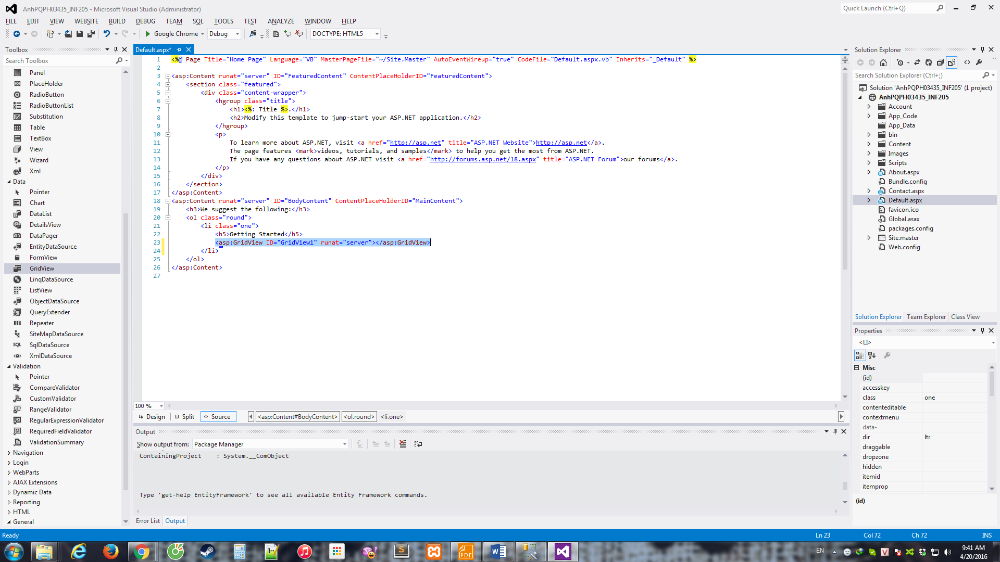 AnhPQPH03435_INF205 - Microsoft Visual Studio (Administrator)
Quick Launch (Ctrl+Q)
FILE EDIT VIEW WEBSITE BUILD DEBUG TEAM SQL TOOLS TEST ANALYZE WINDOW HELP
Google Chrome Debug DOCTYPE: HTML5
Toolbox
Search Toolbox
Panel
PlaceHolder
RadioButton
RadioButtonList
Substitution
Table
TextBox
View
Wizard
Xml
Data
Pointer
Chart
DataList
DetailsView
DataPager
EntityDataSource
FormView
GridView
LinqDataSource
ListView
ObjectDataSource
QueryExtender
Repeater
SiteMapDataSource
SqlDataSource
XmlDataSource
Validation
Pointer
CompareValidator
CustomValidator
RangeValidator
RegularExpressionValidator
RequiredFieldValidator
ValidationSummary
Navigation
Login
WebParts
AJAX Extensions
Dynamic Data
Reporting
HTML
General
Default.aspx*
1 <%@ Page Title="Home Page" Language="VB" MasterPageFile="~/Site.Master" AutoEventWireup="true" CodeFile="Default.aspx.vb" Inherits="_Default" %>
2
3 <asp:Content runat="server" ID="FeaturedContent" ContentPlaceHolderID="FeaturedContent">
4 <section class="featured">
5 <div class="content-wrapper">
6 <hgroup class="title">
7 <h1><%: Title %>.</h1>
8 <h2>Modify this template to jump-start your ASP.NET application.</h2>
9 </hgroup>
10 <p>
11 To learn more about ASP.NET, visit <a href="http://asp.net" title="ASP.NET Website">http://asp.net</a>.
12 The page features <mark>videos, tutorials, and samples</mark> to help you get the most from ASP.NET.
13 If you have any questions about ASP.NET visit <a href="http://forums.asp.net/18.aspx" title="ASP.NET Forum">our forums</a>.
14 </p>
15 </div>
16 </section>
17 </asp:Content>
18 <asp:Content runat="server" ID="BodyContent" ContentPlaceHolderID="MainContent">
19 <h3>We suggest the following:</h3>
20 <ol class="round">
21 <li class="one">
22 <h5>Getting Started</h5>
23 <asp:GridView ID="GridView1" runat="server"></asp:GridView>
24 </li>
25 </ol>
26 </asp:Content>
27
100 %
Design Split Source <asp:Content#BodyContent> <ol.round> <li.one>
Output
Show output from: Package Manager
ContainingProject : System.__ComObject
Type 'get-help EntityFramework' to see all available Entity Framework commands.
Error List Output
Solution Explorer
Search Solution Explorer (Ctrl+;)
Solution 'AnhPQPH03435_INF205' (1 project)
AnhPQPH03435_INF205
Account
App_Code
App_Data
bin
Content
Images
Scripts
About.aspx
Bundle.config
Contact.aspx
Default.aspx
favicon.ico
Global.asax
packages.config
Site.master
Web.config
Solution Explorer Team Explorer Class View
Properties
<LI>
Misc
(id)
accesskey
class one
contenteditable
contextmenu
data-
dir ltr
draggable
dropzone
hidden
itemid
itemprop
(id)
Ready Ln 23 Col 72 Ch 72 INS
EN
9:41 AM
4/20/2016